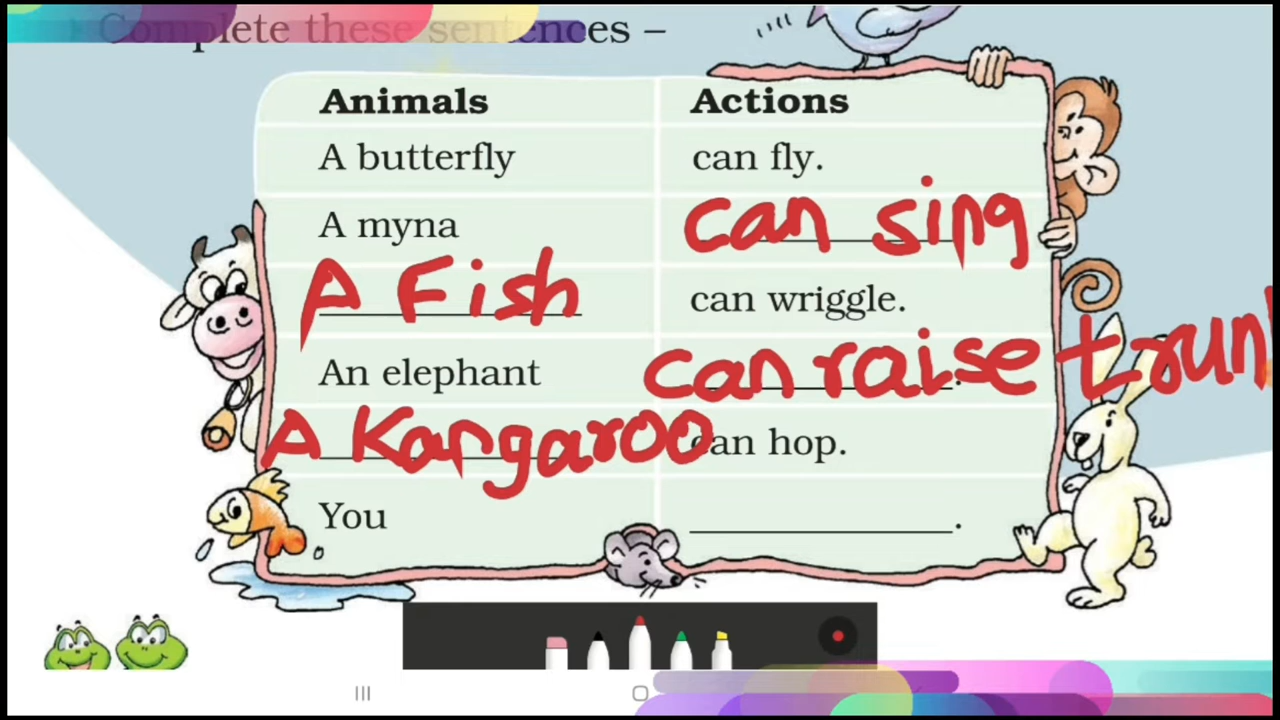 Complete these sentences –
Animals Actions
A butterfly can fly.
A myna can sing
A Fish can wriggle.
An elephant can raise trunk.
A Kangaroo can hop.
You .